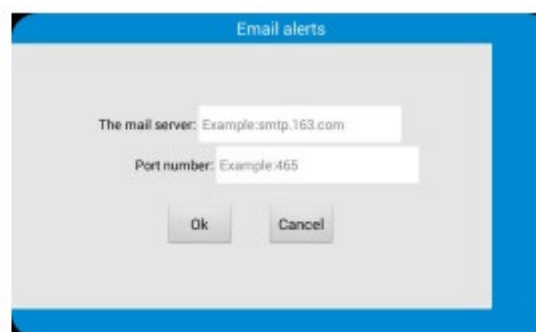 Email alerts
The mail server: Example:smtp.163.com
Port number: Example:465
Ok Cancel